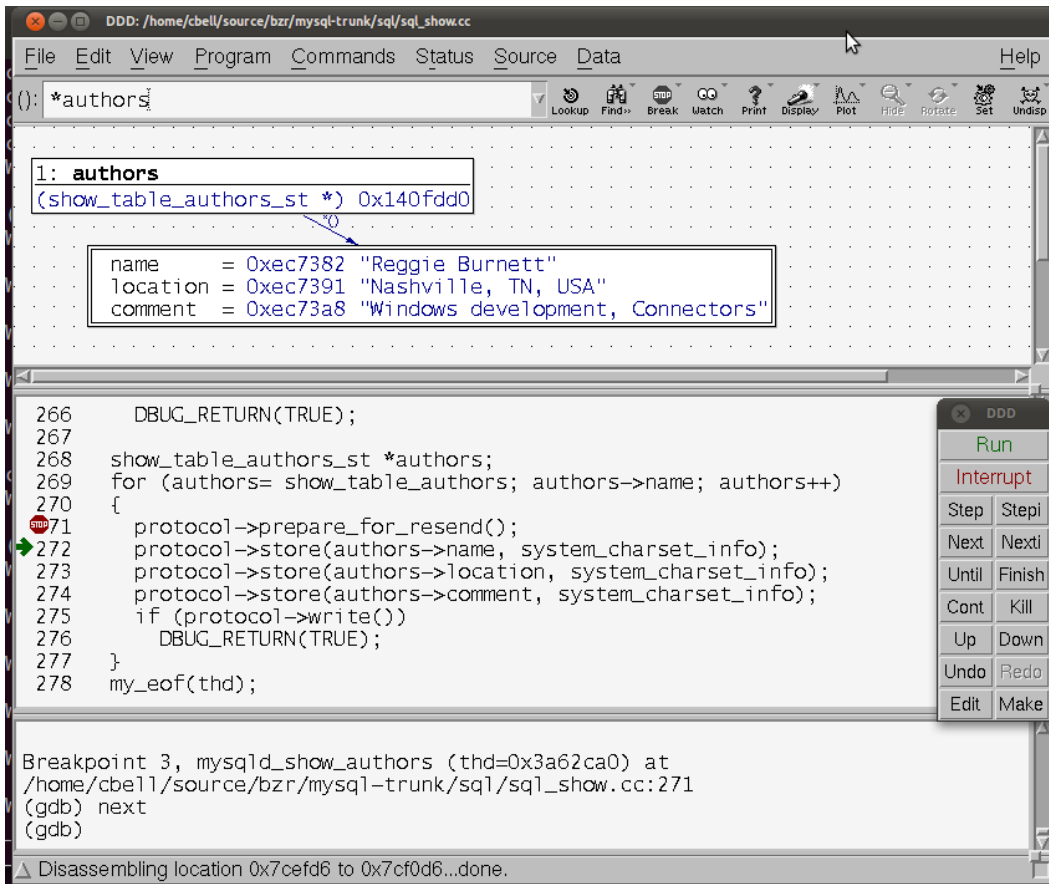 DDD: /home/cbell/source/bzr/mysql-trunk/sql/sql_show.cc
File Edit View Program Commands Status Source Data Help
(): *authors
Lookup Find» Break Watch Print Display Plot Hide Rotate Set Undisp
1: authors
(show_table_authors_st *) 0x140fdd0
*()
name = 0xec7382 "Reggie Burnett"
location = 0xec7391 "Nashville, TN, USA"
comment = 0xec73a8 "Windows development, Connectors"
266 DBUG_RETURN(TRUE);
267
268 show_table_authors_st *authors;
269 for (authors= show_table_authors; authors->name; authors++)
270 {
STOP 71 protocol->prepare_for_resend();
272 protocol->store(authors->name, system_charset_info);
273 protocol->store(authors->location, system_charset_info);
274 protocol->store(authors->comment, system_charset_info);
275 if (protocol->write())
276 DBUG_RETURN(TRUE);
277 }
278 my_eof(thd);
DDD
Run
Interrupt
Step Stepi
Next Nexti
Until Finish
Cont Kill
Up Down
Undo Redo
Edit Make
Breakpoint 3, mysqld_show_authors (thd=0x3a62ca0) at
/home/cbell/source/bzr/mysql-trunk/sql/sql_show.cc:271
(gdb) next
(gdb)
Disassembling location 0x7cefd6 to 0x7cf0d6...done.